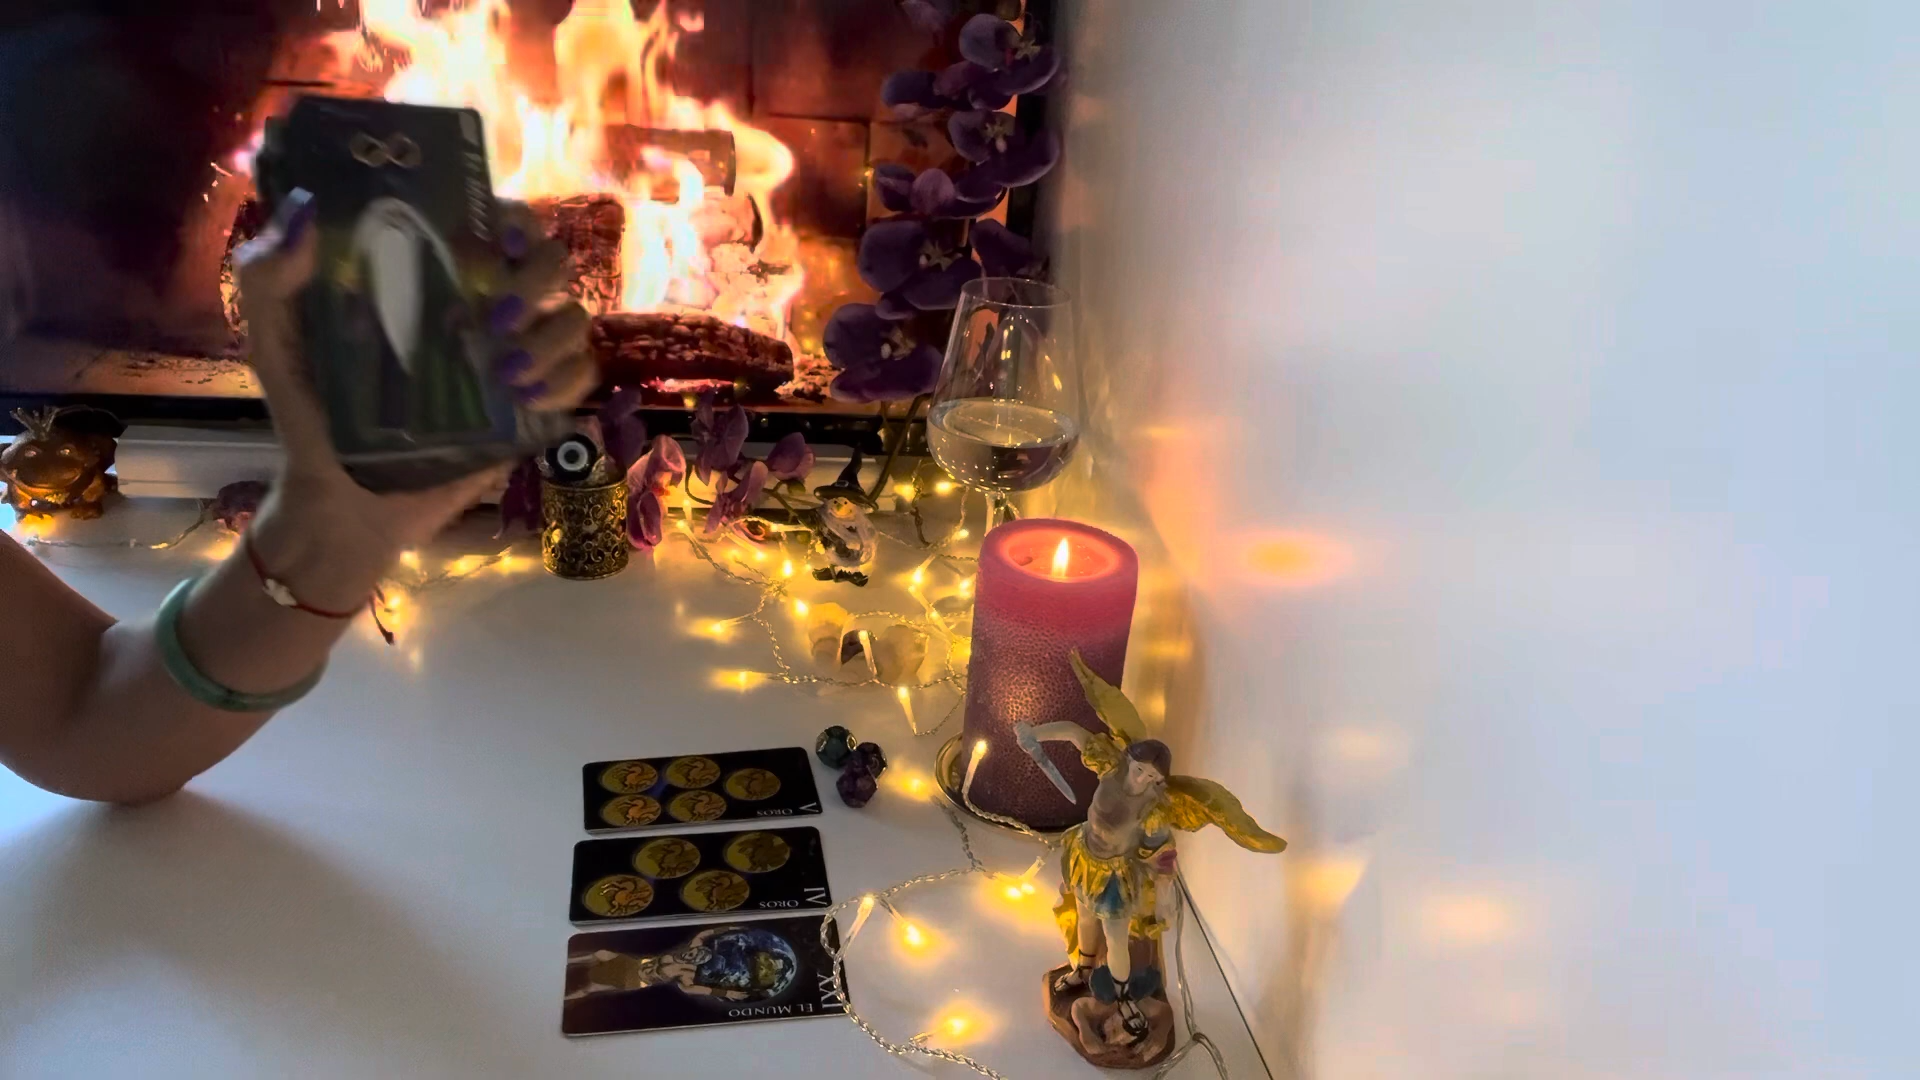 V
OROS
IV
OROS
XXI
EL MUNDO